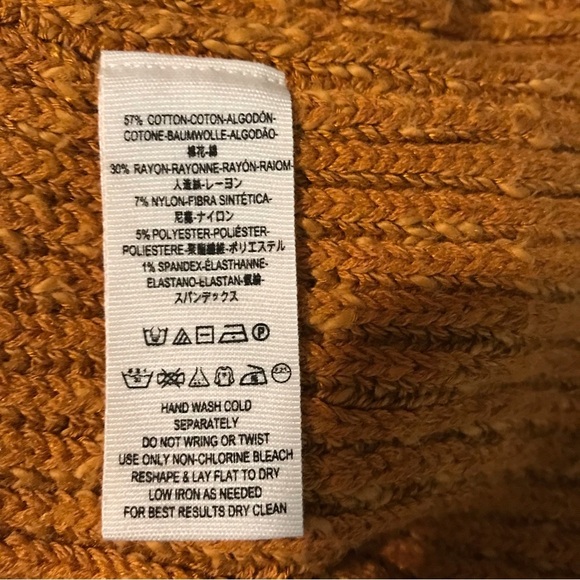 57% COTTON-COTON-ALGODÓN-
COTONE-BAUMWOLLE-ALGODÃO-
棉花-綿
30% RAYON-RAYONNE-RAYÓN-RAIOM-
人造絲-レーヨン
7% NYLON-FIBRA SINTÉTICA-
尼龍-ナイロン
5% POLYESTER-POLIÉSTER-
POLIESTERE-聚酯纖維-ポリエステル
1% SPANDEX-ÉLASTHANNE-
ELASTANO-ELASTAN-氨綸-
スパンデックス
HAND WASH COLD
SEPARATELY
DO NOT WRING OR TWIST
USE ONLY NON-CHLORINE BLEACH
RESHAPE & LAY FLAT TO DRY
LOW IRON AS NEEDED
FOR BEST RESULTS DRY CLEAN